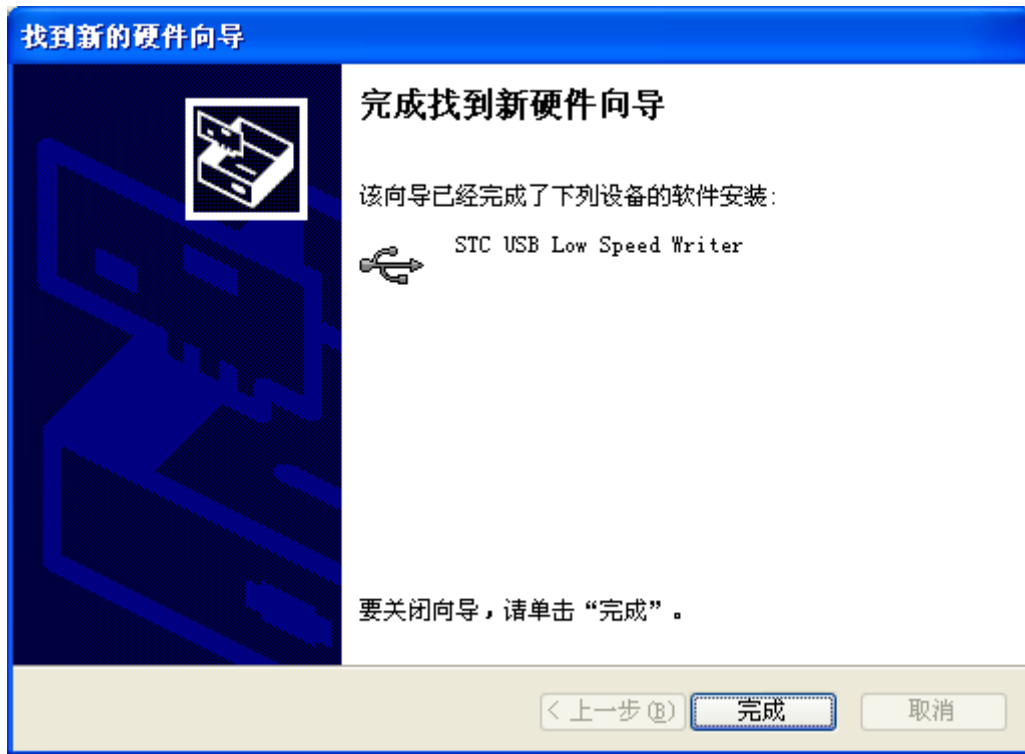 找到新的硬件向导
完成找到新硬件向导
该向导已经完成了下列设备的软件安装:
STC USB Low Speed Writer
要关闭向导，请单击“完成”。
< 上一步(B) 完成 取消